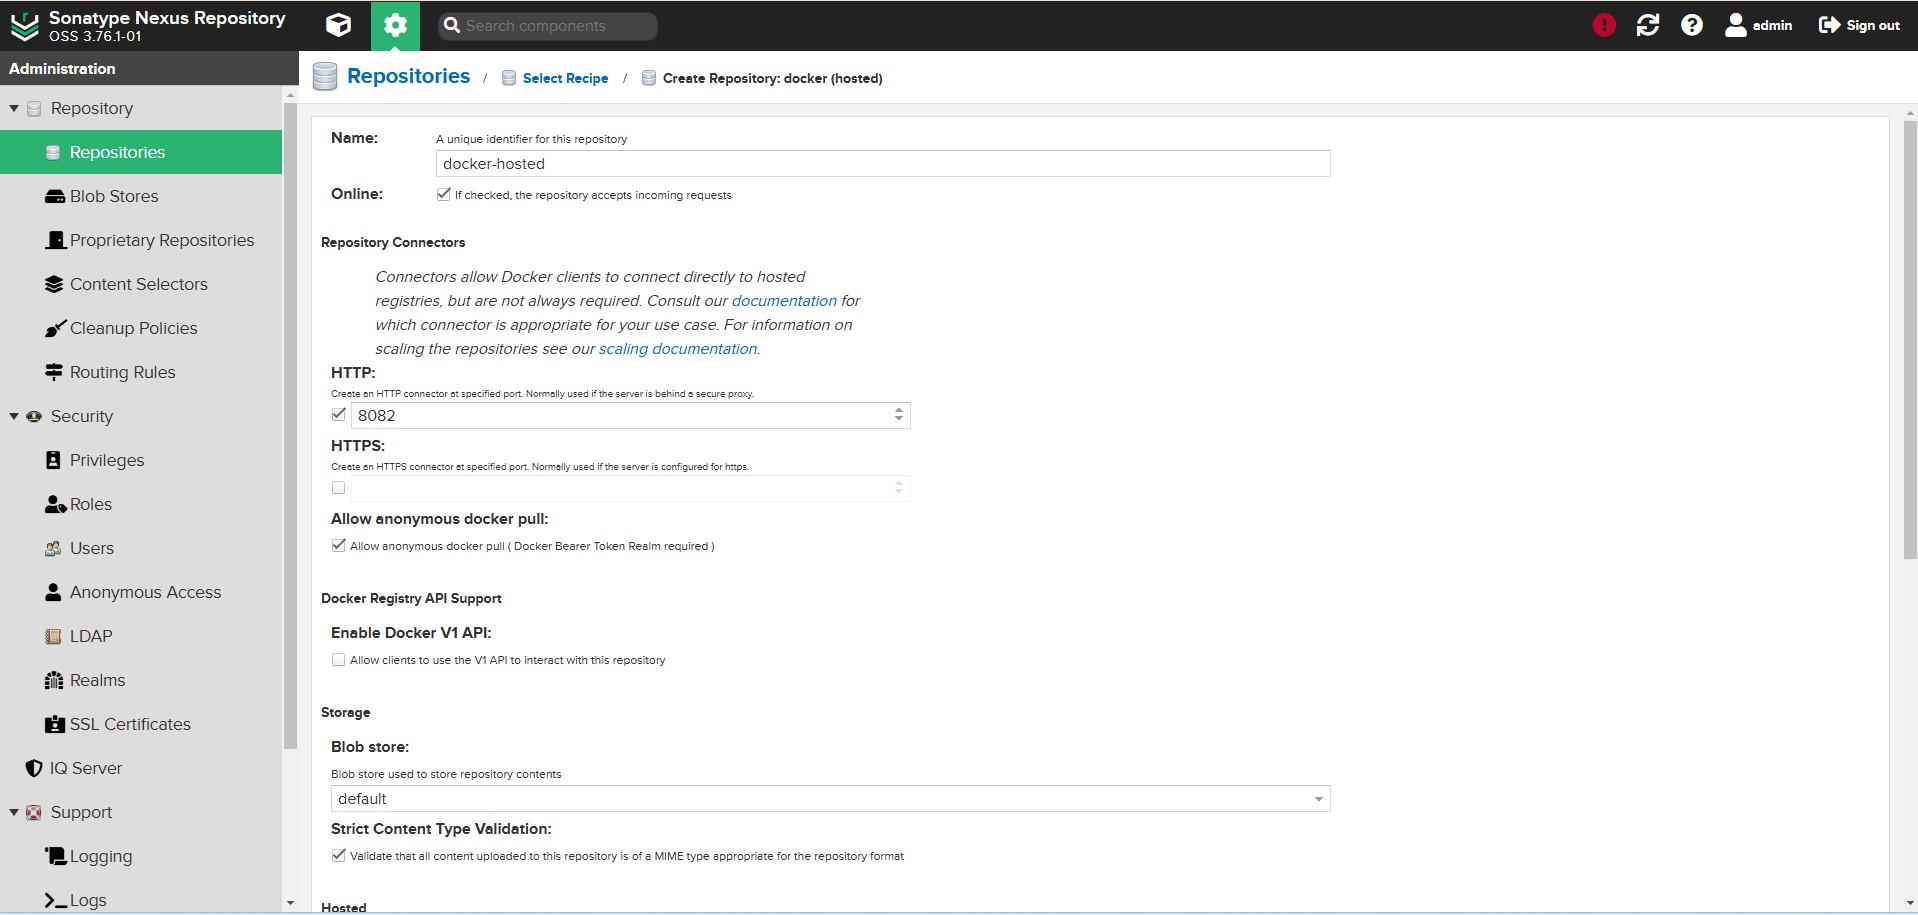 Sonatype Nexus Repository
OSS 3.76.1-01
Search components
admin
Sign out
Administration
Repository
Repositories
Blob Stores
Proprietary Repositories
Content Selectors
Cleanup Policies
Routing Rules
Security
Privileges
Roles
Users
Anonymous Access
LDAP
Realms
SSL Certificates
IQ Server
Support
Logging
Logs
Repositories / Select Recipe / Create Repository: docker (hosted)
Name:
A unique identifier for this repository
docker-hosted
Online:
If checked, the repository accepts incoming requests
Repository Connectors
Connectors allow Docker clients to connect directly to hosted
registries, but are not always required. Consult our documentation for
which connector is appropriate for your use case. For information on
scaling the repositories see our scaling documentation.
HTTP:
Create an HTTP connector at specified port. Normally used if the server is behind a secure proxy.
8082
HTTPS:
Create an HTTPS connector at specified port. Normally used if the server is configured for https.
Allow anonymous docker pull:
Allow anonymous docker pull ( Docker Bearer Token Realm required )
Docker Registry API Support
Enable Docker V1 API:
Allow clients to use the V1 API to interact with this repository
Storage
Blob store:
Blob store used to store repository contents
default
Strict Content Type Validation:
Validate that all content uploaded to this repository is of a MIME type appropriate for the repository format
Hosted